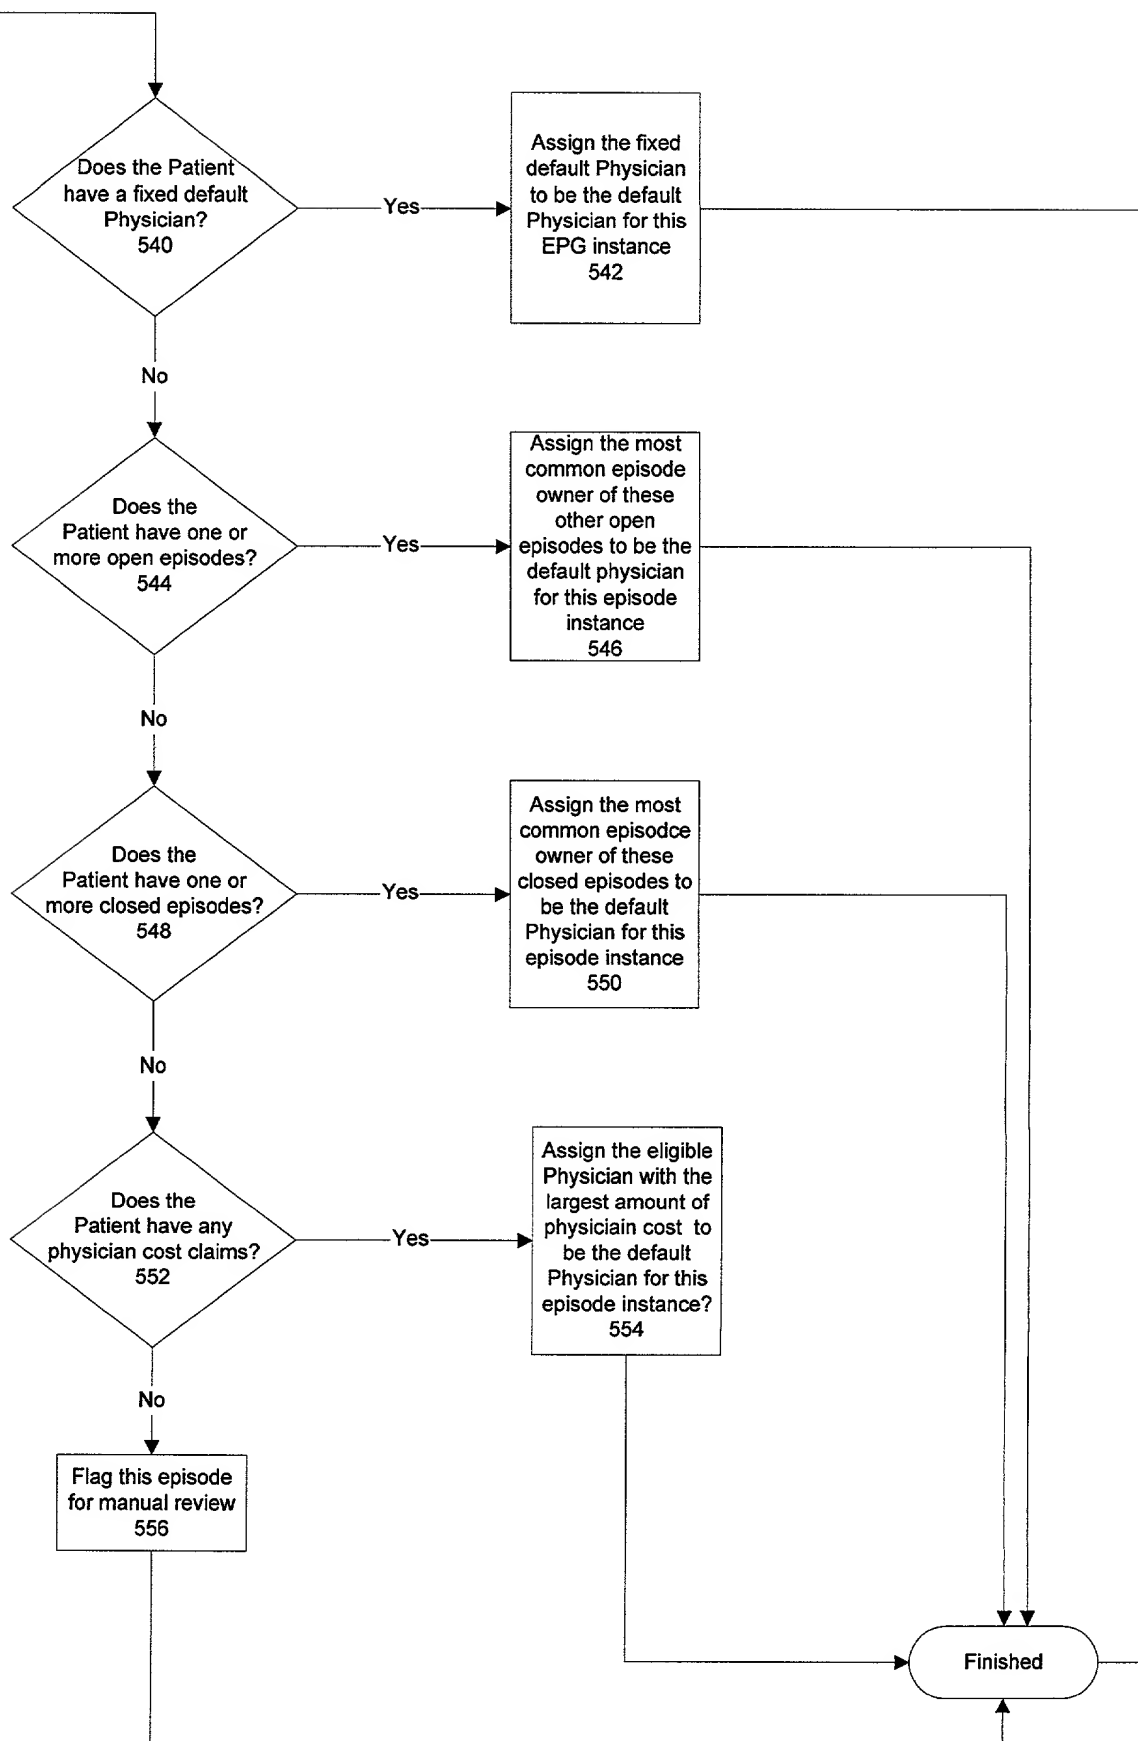 Does the Patient
have a fixed default
Physician?
540
Yes
Assign the fixed
default Physician
to be the default
Physician for this
EPG instance
542
No
Does the
Patient have one or
more open episodes?
544
Yes
Assign the most
common episode
owner of these
other open
episodes to be the
default physician
for this episode
instance
546
No
Does the
Patient have one or
more closed episodes?
548
Yes
Assign the most
common episodce
owner of these
closed episodes to
be the default
Physician for this
episode instance
550
No
Does the
Patient have any
physician cost claims?
552
Yes
Assign the eligible
Physician with the
largest amount of
physiciain cost to
be the default
Physician for this
episode instance?
554
No
Flag this episode
for manual review
556
Finished